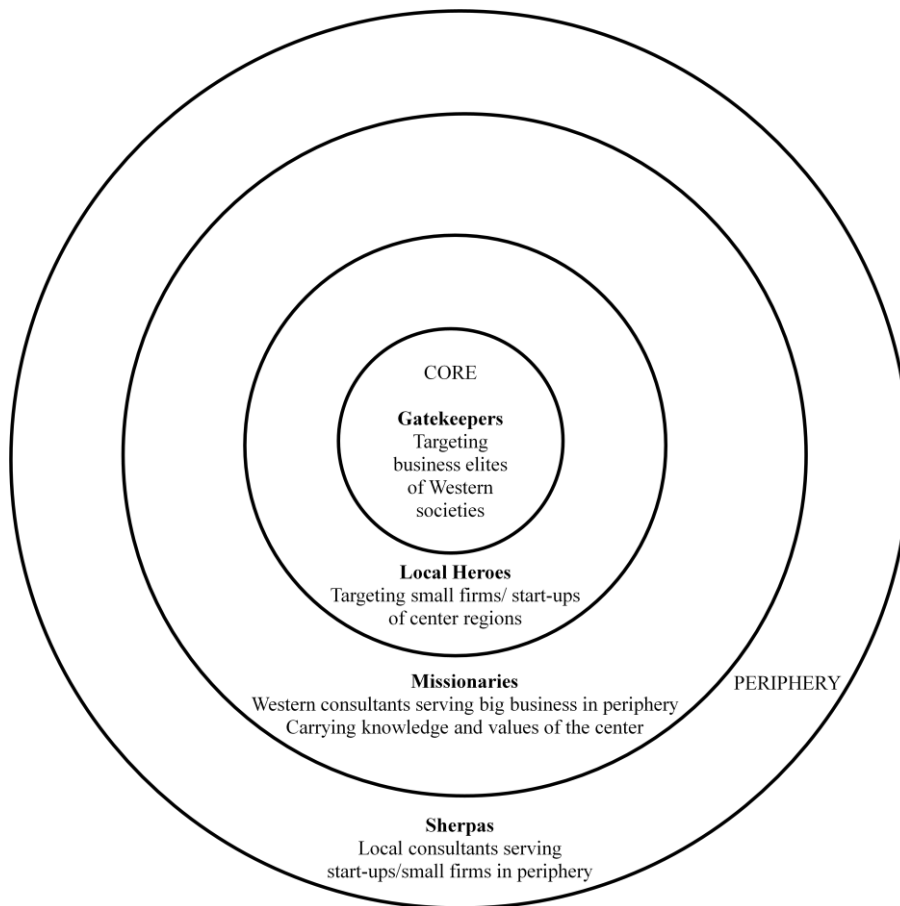 CORE
Gatekeepers
Targeting
business elites
of Western
societies
Local Heroes
Targeting small firms/ start-ups
of center regions
Missionaries
Western consultants serving big business in periphery
Carrying knowledge and values of the center
PERIPHERY
Sherpas
Local consultants serving
start-ups/small firms in periphery